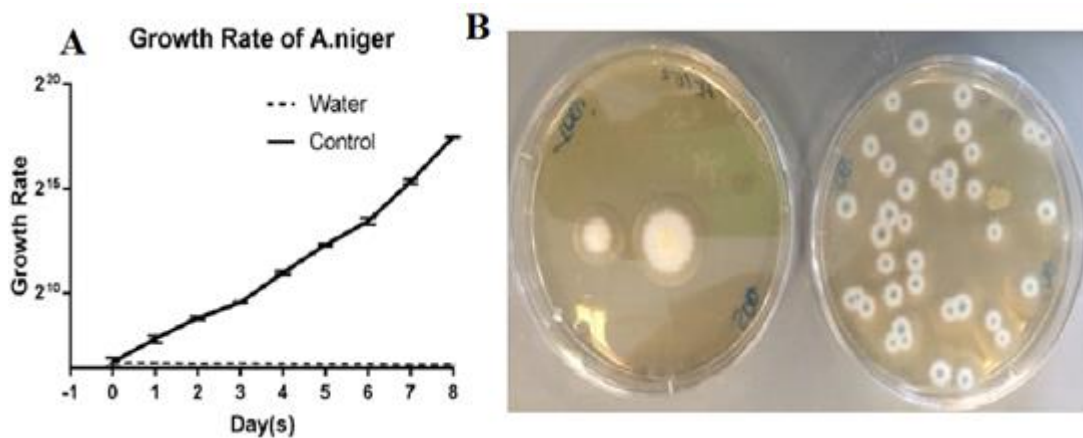 A
Growth Rate of A.niger
B
2^20
Water
Control
2^15
Growth Rate
2^10
-1 0 1 2 3 4 5 6 7 8
Day(s)